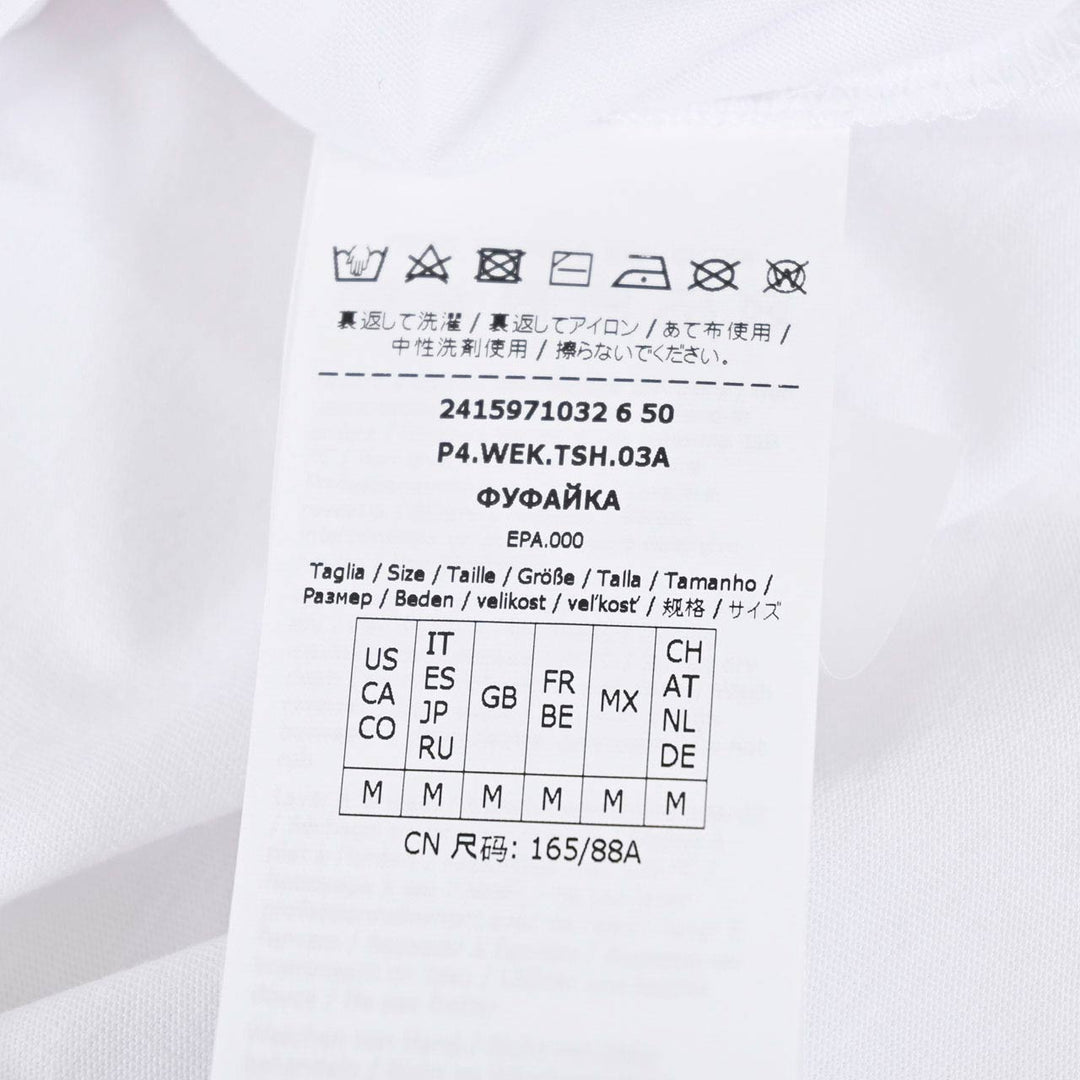 裏返して洗濯 / 裏返してアイロン / あて布使用 /
中性洗剤使用 / 擦らないでください。
2415971032 6 50
P4.WEK.TSH.03A
ФУФАЙКА
EPA.000
Taglia / Size / Taille / Größe / Talla / Tamanho /
Размер / Beden / velikost / veľkosť / 规格 / サイズ
US CA CO | IT ES JP RU | GB | FR BE | MX | CH AT NL DE
M | M | M | M | M | M
CN 尺码: 165/88A